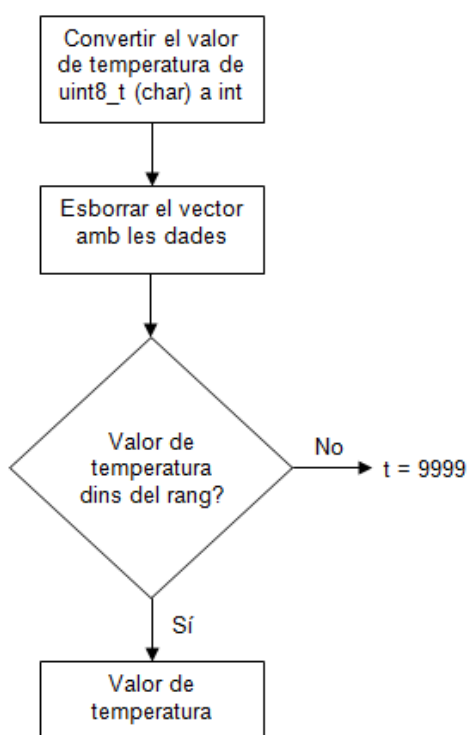 Convertir el valor
de temperatura de
uint8_t (char) a int
Esborrar el vector
amb les dades
Valor de
temperatura
dins del rang?
No
t = 9999
Sí
Valor de
temperatura